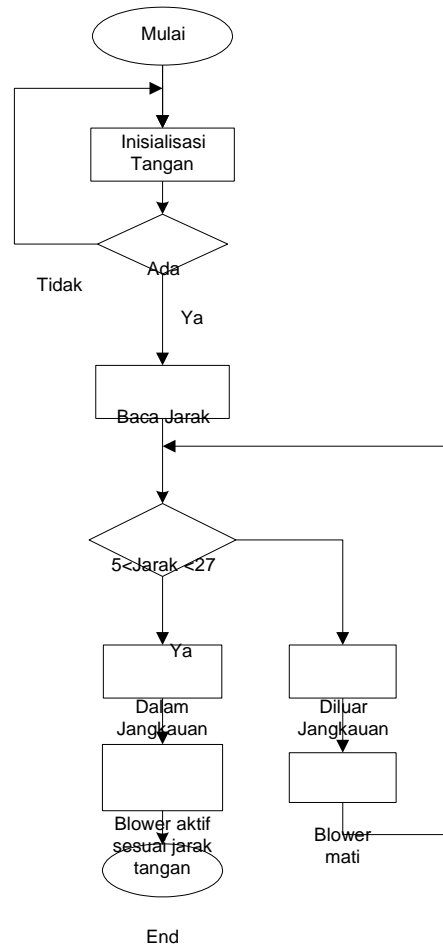 Mulai
Inisialisasi
Tangan
Ada
Tidak
Ya
Baca Jarak
5<Jarak <27
Ya
Dalam
Jangkauan
Diluar
Jangkauan
Blower aktif
sesuai jarak
tangan
Blower
mati
End